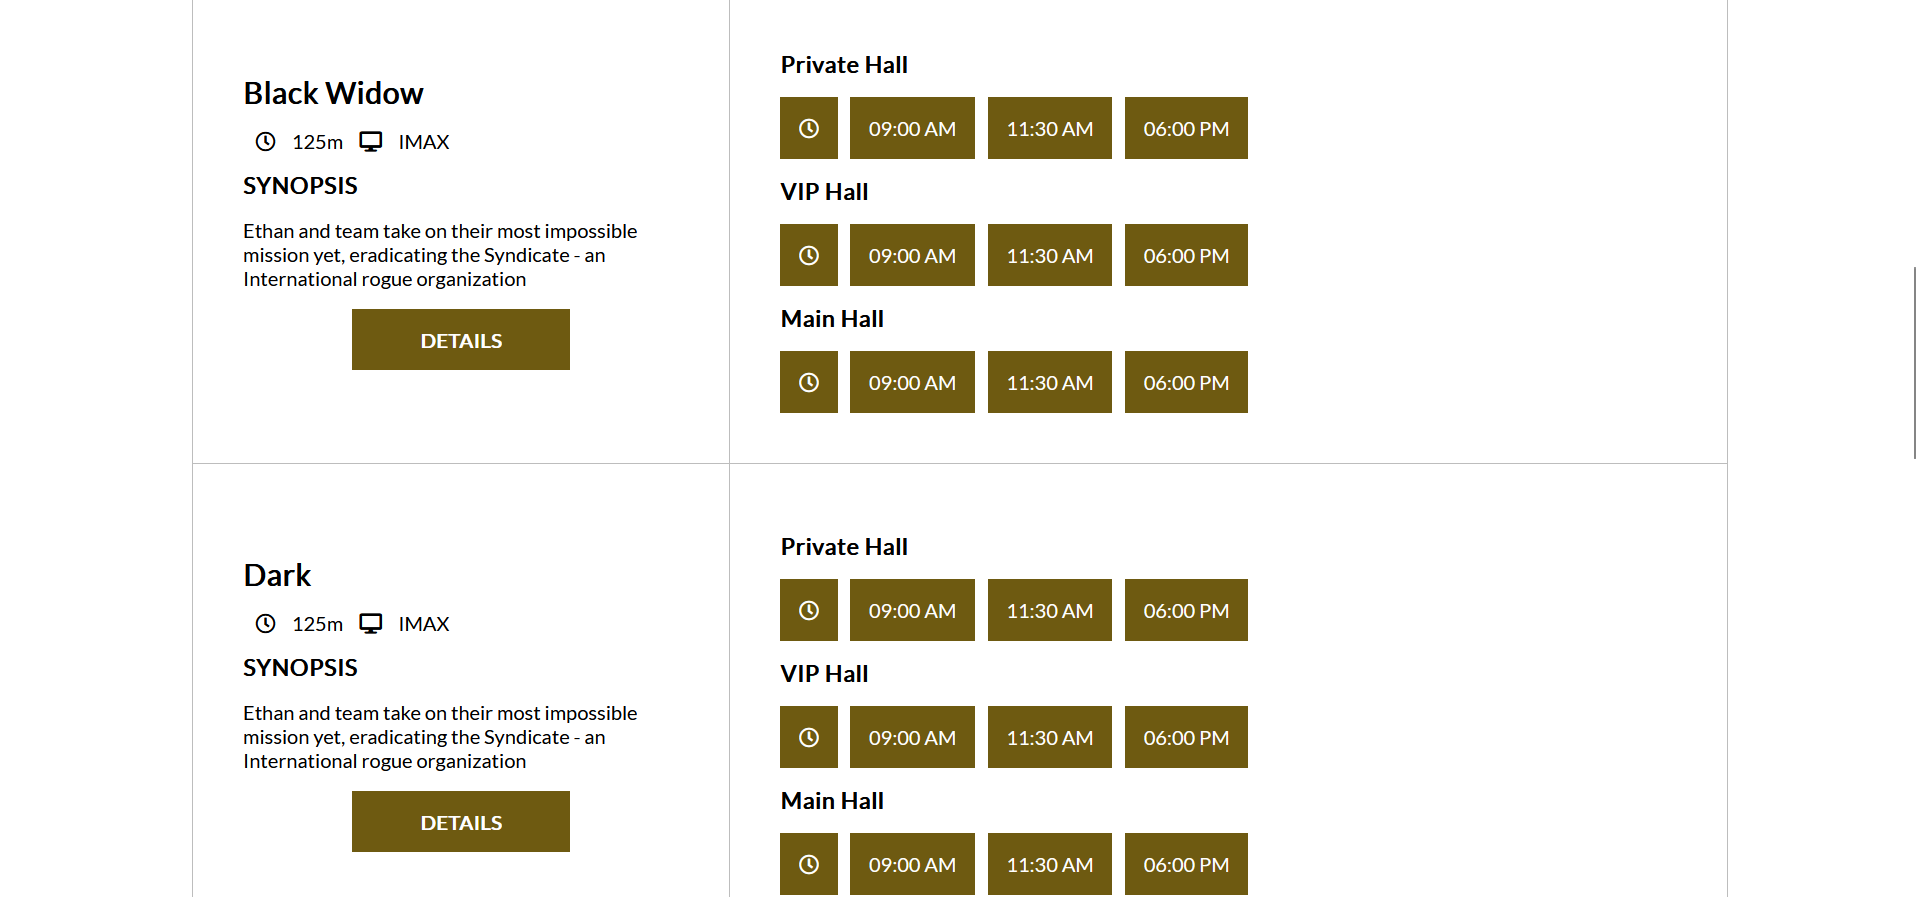 Black Widow
125m IMAX
SYNOPSIS
Ethan and team take on their most impossible
mission yet, eradicating the Syndicate - an
International rogue organization
DETAILS
Private Hall
09:00 AM 11:30 AM 06:00 PM
VIP Hall
09:00 AM 11:30 AM 06:00 PM
Main Hall
09:00 AM 11:30 AM 06:00 PM
Dark
125m IMAX
SYNOPSIS
Ethan and team take on their most impossible
mission yet, eradicating the Syndicate - an
International rogue organization
DETAILS
Private Hall
09:00 AM 11:30 AM 06:00 PM
VIP Hall
09:00 AM 11:30 AM 06:00 PM
Main Hall
09:00 AM 11:30 AM 06:00 PM